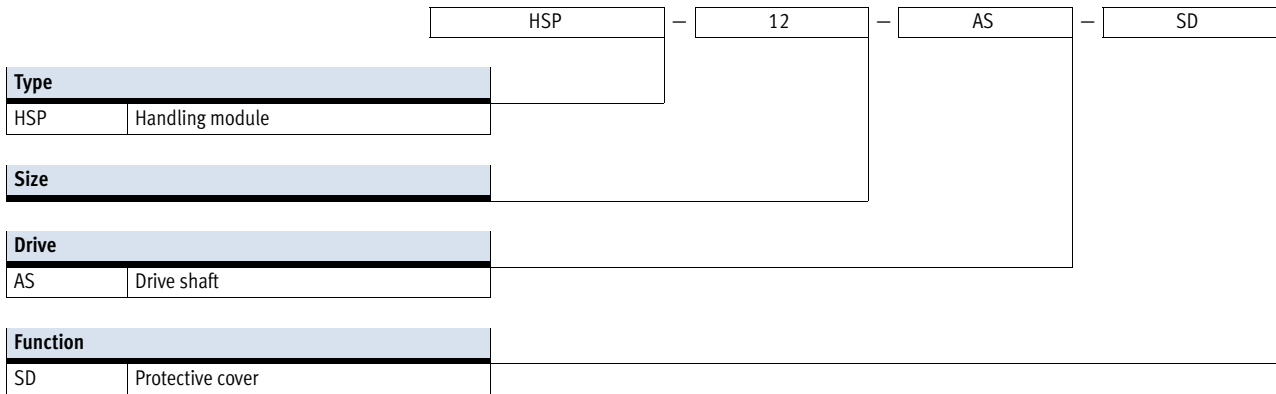 HSP — 12 — AS — SD
Type
HSP Handling module
Size
Drive
AS Drive shaft
Function
SD Protective cover